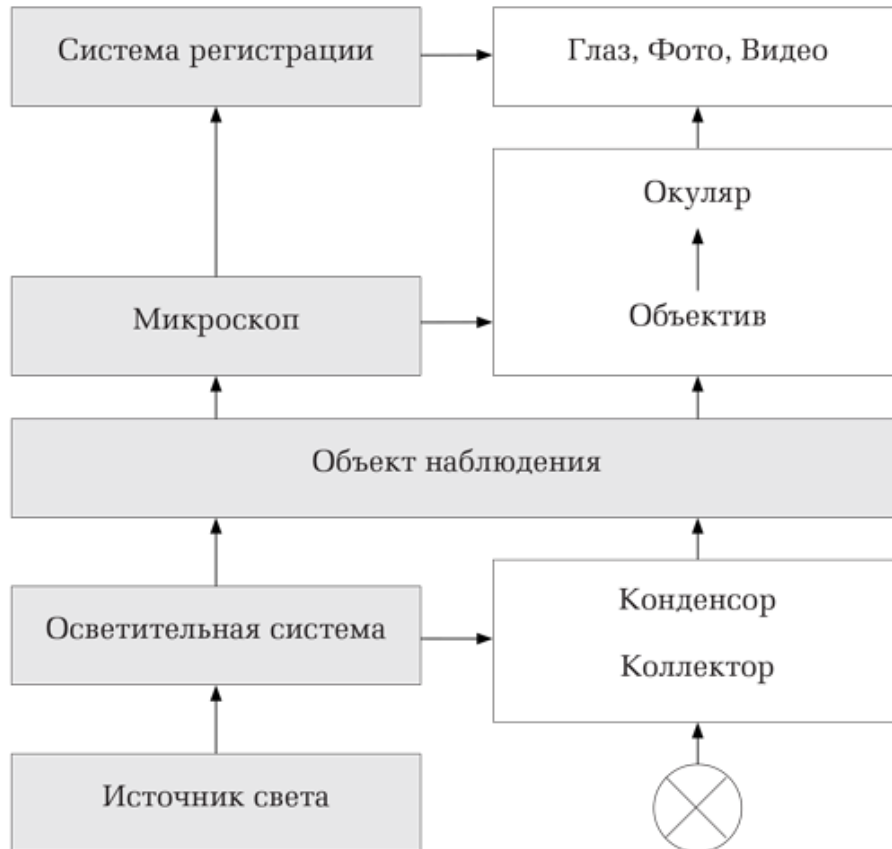 Система регистрации
Глаз, Фото, Видео
Окуляр
Микроскоп
Объектив
Объект наблюдения
Осветительная система
Конденсор
Коллектор
Источник света